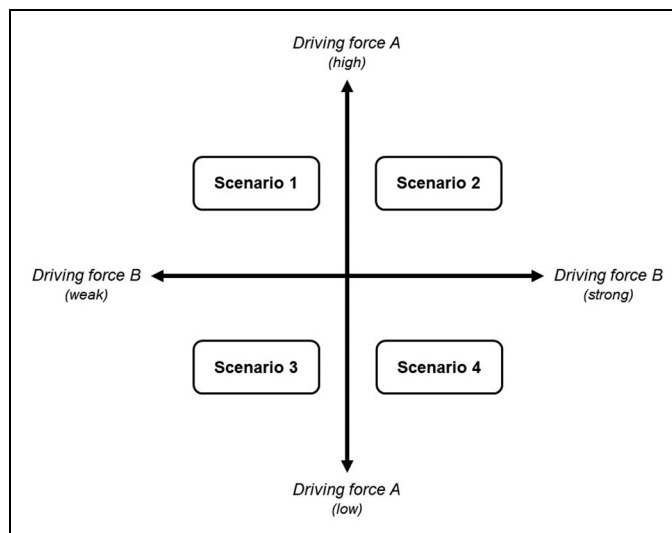 Driving force A
(high)
Scenario 1
Scenario 2
Driving force B
(weak)
Driving force B
(strong)
Scenario 3
Scenario 4
Driving force A
(low)